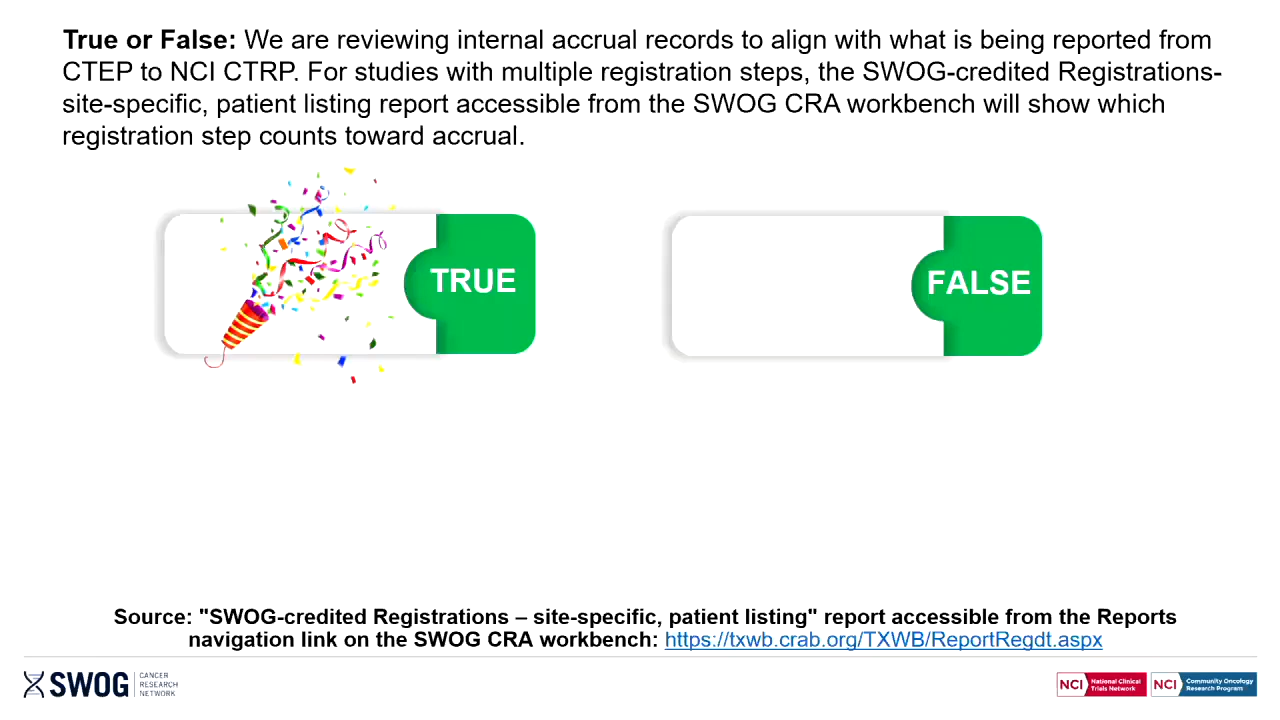 True or False: We are reviewing internal accrual records to align with what is being reported from
CTEP to NCI CTRP. For studies with multiple registration steps, the SWOG-credited Registrations-
site-specific, patient listing report accessible from the SWOG CRA workbench will show which
registration step counts toward accrual.
TRUE
FALSE
Source: "SWOG-credited Registrations – site-specific, patient listing" report accessible from the Reports
navigation link on the SWOG CRA workbench: https://txwb.crab.org/TXWB/ReportRegdt.aspx
SWOG
CANCER
RESEARCH
NETWORK
NCI
National Clinical
Trials Network
NCI
Community Oncology
Research Program